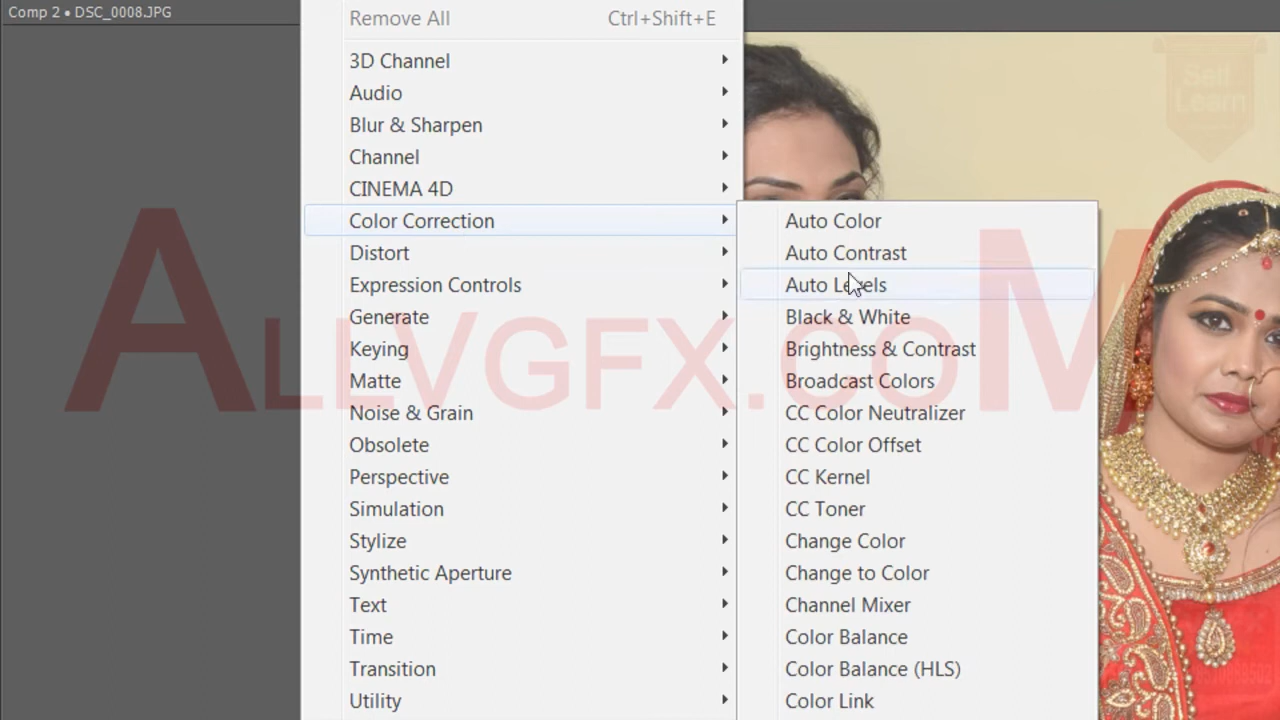 Comp 2 • DSC_0008.JPG
Remove All Ctrl+Shift+E
3D Channel
Audio
Blur & Sharpen
Channel
CINEMA 4D
Color Correction
Distort
Expression Controls
Generate
Keying
Matte
Noise & Grain
Obsolete
Perspective
Simulation
Stylize
Synthetic Aperture
Text
Time
Transition
Utility
Auto Color
Auto Contrast
Auto Levels
Black & White
Brightness & Contrast
Broadcast Colors
CC Color Neutralizer
CC Color Offset
CC Kernel
CC Toner
Change Color
Change to Color
Channel Mixer
Color Balance
Color Balance (HLS)
Color Link
ALLVGFX.COM
Self
Learn